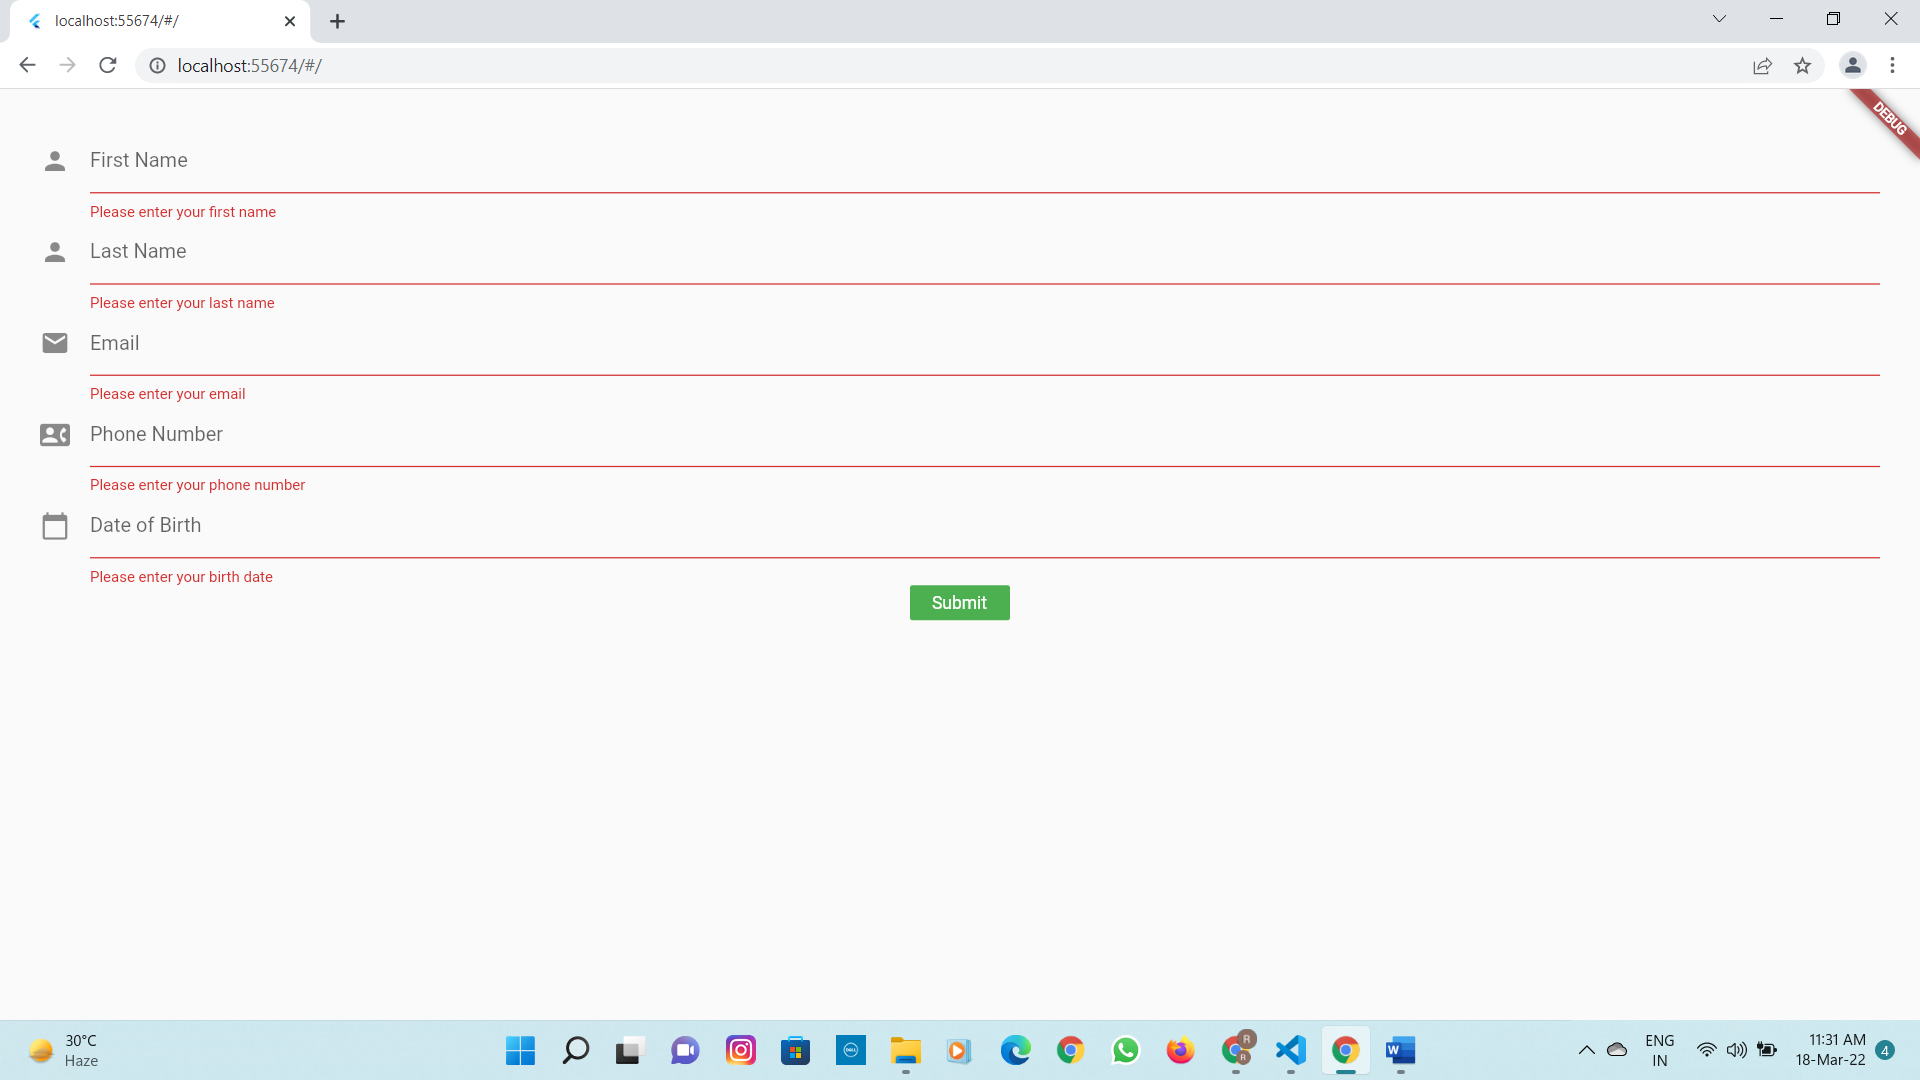 localhost:55674/#/
localhost:55674/#/
DEBUG
First Name
Please enter your first name
Last Name
Please enter your last name
Email
Please enter your email
Phone Number
Please enter your phone number
Date of Birth
Please enter your birth date
Submit
30°C
Haze
DELL
R
R
W
ENG
IN
11:31 AM
18-Mar-22
4